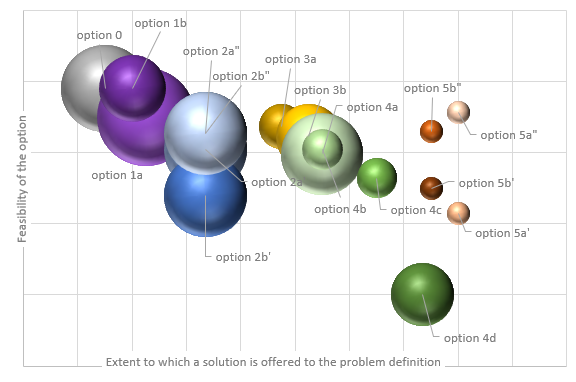 option 1b
option 0
option 2a"
option 3a
option 2b"
option 3b
option 5b"
option 4a
option 5a"
option 1a
option 2a'
option 5b'
option 4b
option 4c
option 5a'
option 2b'
option 4d
Feasibility of the option
Extent to which a solution is offered to the problem definition